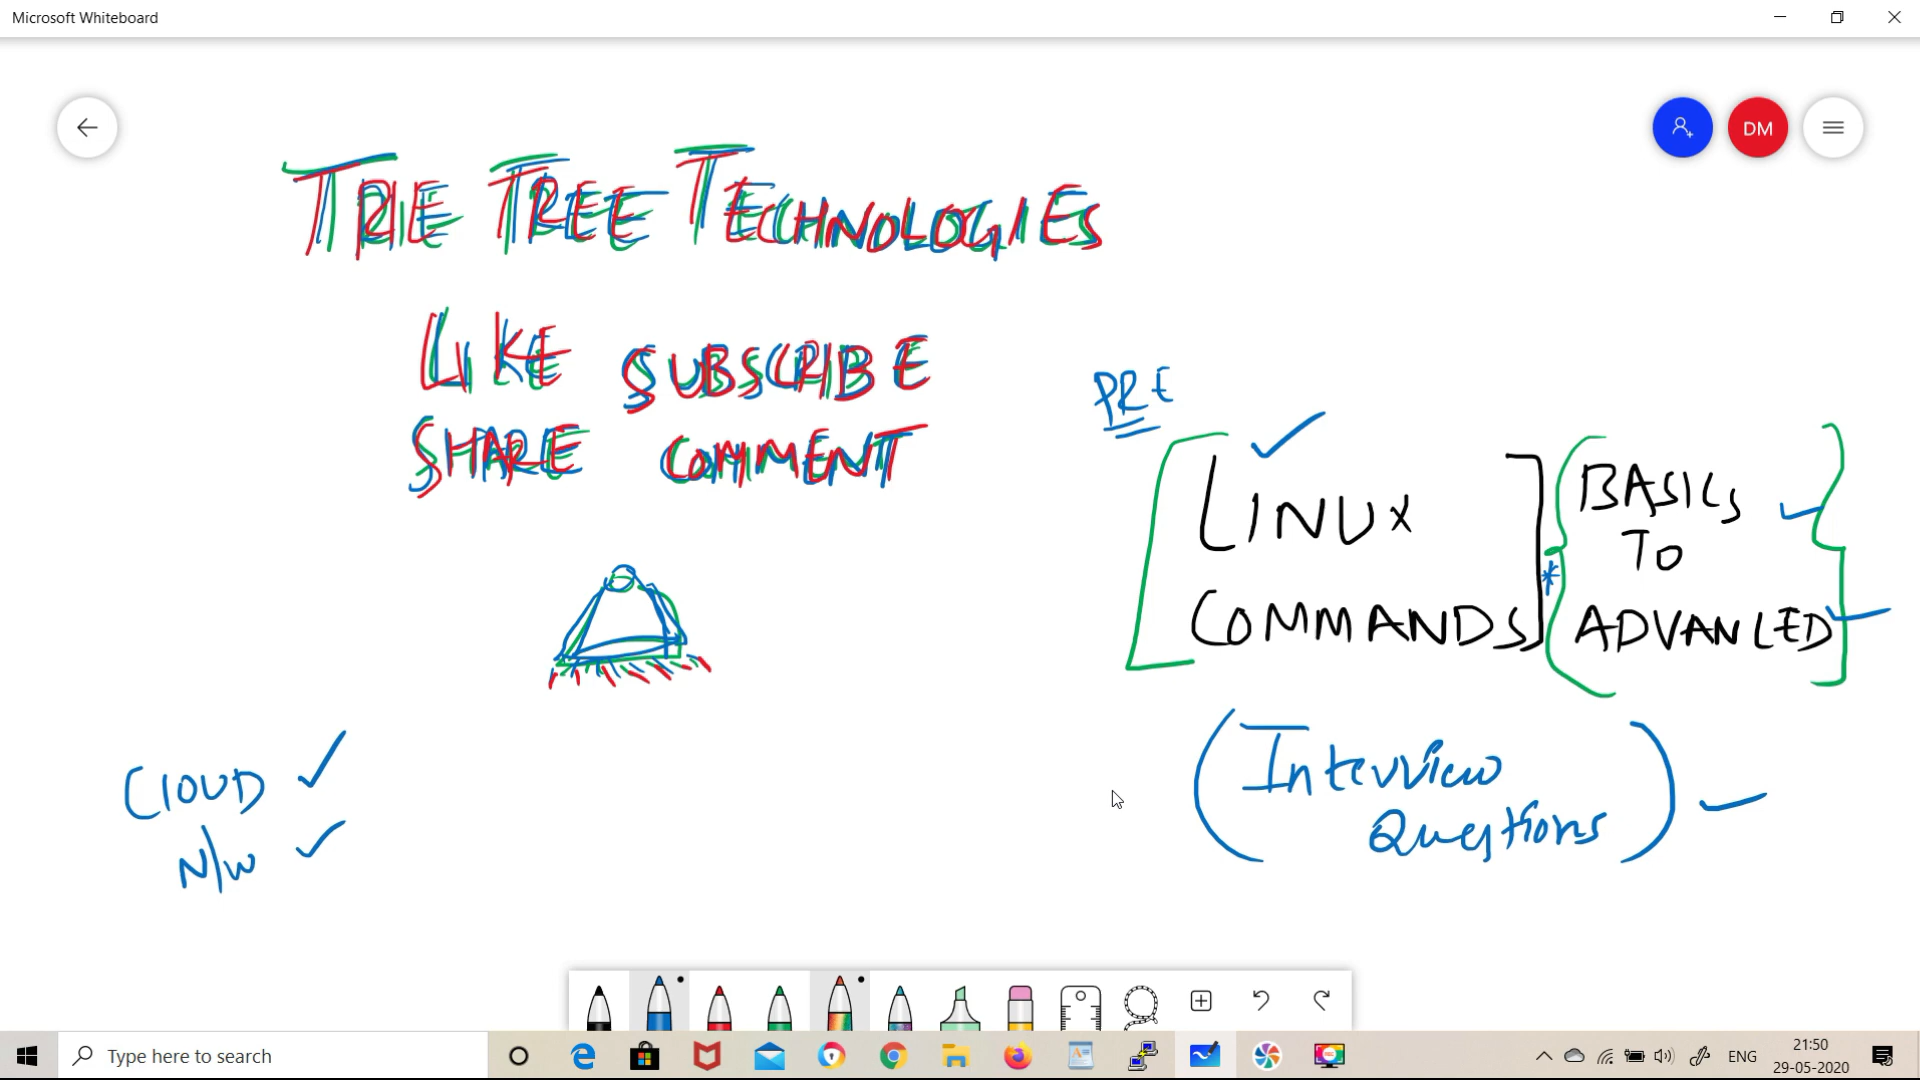 Microsoft Whiteboard
DM
TRIE TREE TECHNOLOGIES
LIKE SUBSCRIBE
SHARE COMMENT
PRE
LINUX
COMMANDS
BASICS
TO
ADVANCED
Interview
Questions
CLOUD
N/W
Type here to search
ENG
21:50
29-05-2020